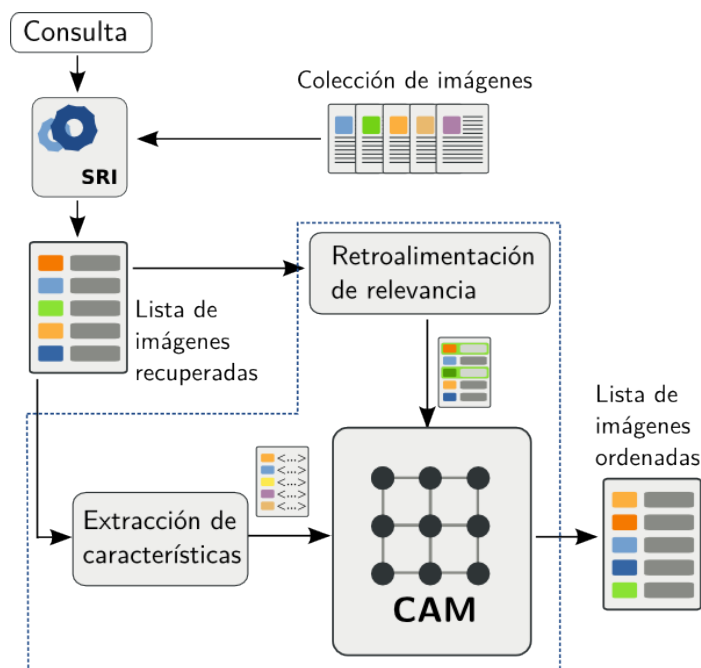 Consulta
Colección de imágenes
SRI
Retroalimentación
de relevancia
Lista de
imágenes
recuperadas
Lista de
imágenes
ordenadas
<...>
<...>
<...>
<...>
<...>
Extracción de
característícas
CAM